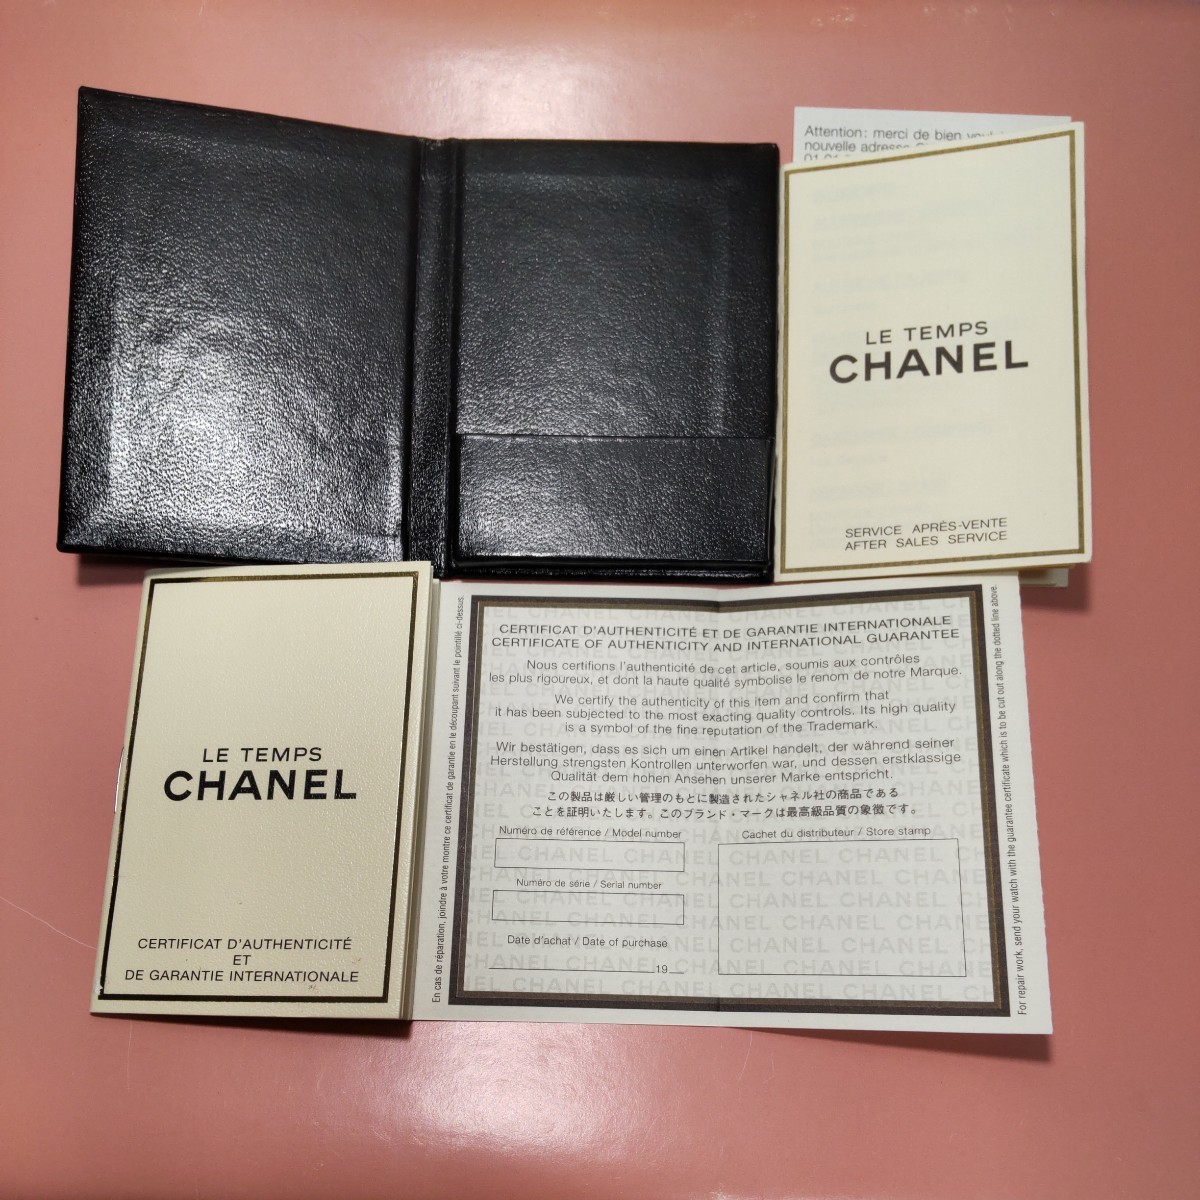 Attention: merci de bien
nouvelle adresse
LE TEMPS
CHANEL
SERVICE APRÈS-VENTE
AFTER SALES SERVICE
LE TEMPS
CHANEL
CERTIFICAT D'AUTHENTICITÉ
ET
DE GARANTIE INTERNATIONALE
En cas de réparation, joindre à votre montre ce certificat de garantie en le découpant suivant le pointillé ci-dessus.
CERTIFICAT D'AUTHENTICITÉ ET DE GARANTIE INTERNATIONALE
CERTIFICATE OF AUTHENTICITY AND INTERNATIONAL GUARANTEE
Nous certifions l'authenticité de cet article, soumis aux contrôles
les plus rigoureux, et dont la haute qualité symbolise le renom de notre Marque.
We certify the authenticity of this item and confirm that
it has been subjected to the most exacting quality controls. Its high quality
is a symbol of the fine reputation of the Trademark.
Wir bestätigen, dass es sich um einen Artikel handelt, der während seiner
Herstellung strengsten Kontrollen unterworfen war, und dessen erstklassige
Qualität dem hohen Ansehen unserer Marke entspricht.
この製品は厳しい管理のもとに製造されたシャネル社の商品である
ことを証明いたします。このブランド・マークは最高級品質の象徴です。
Numéro de référence / Model number
Numéro de série / Serial number
Date d'achat / Date of purchase
19
Cachet du distributeur / Store stamp
For repair work, send your watch with the guarantee certificate which is to be cut out along the dotted line above.